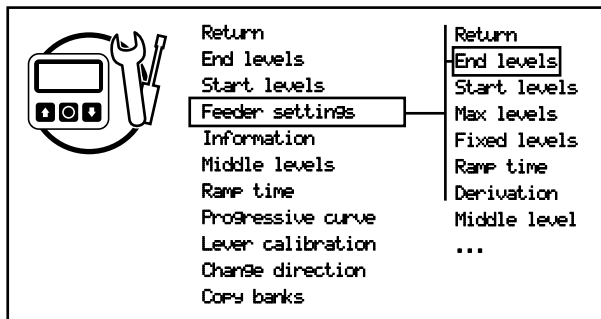 Return
End levels
Start levels
Feeder settings
Information
Middle levels
Ramp time
Progressive curve
Lever calibration
Change direction
Copy banks
Return
End levels
Start levels
Max levels
Fixed levels
Ramp time
Derivation
Middle level
...